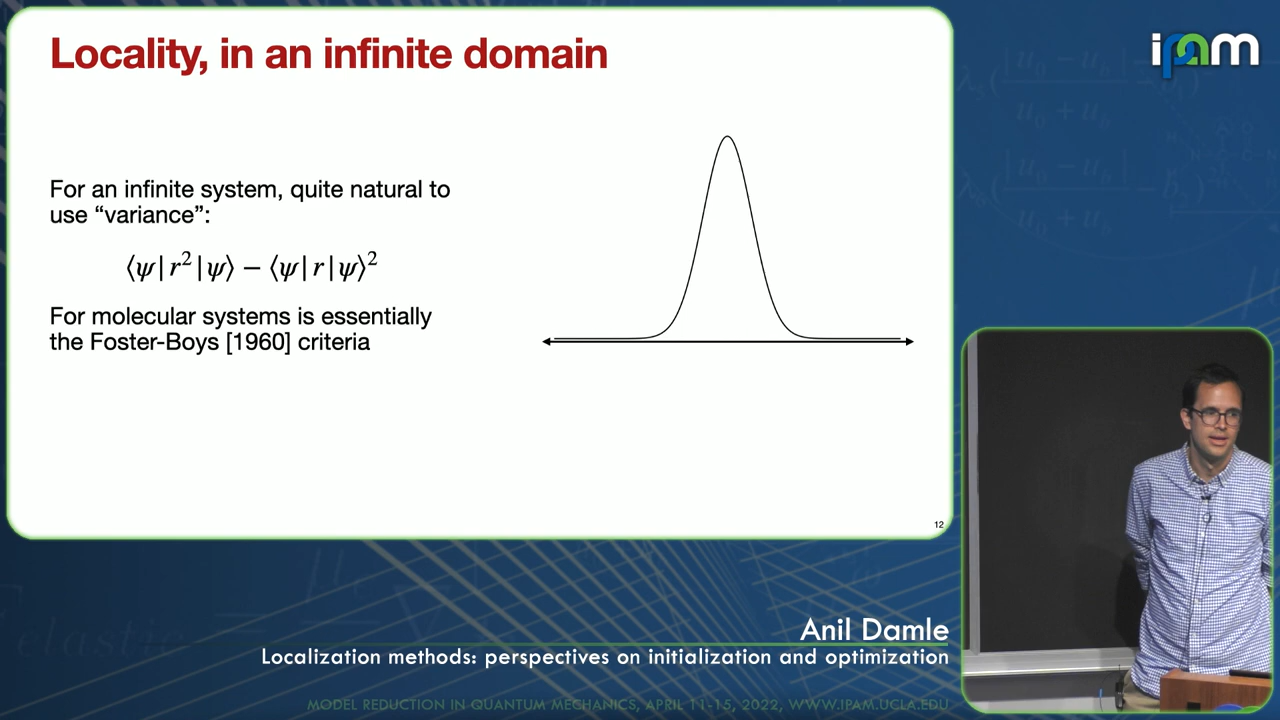 Locality, in an infinite domain
ipam
For an infinite system, quite natural to
use “variance”:
⟨ψ|r²|ψ⟩ − ⟨ψ|r|ψ⟩²
For molecular systems is essentially
the Foster-Boys [1960] criteria
12
Anil Damle
Localization methods: perspectives on initialization and optimization
MODEL REDUCTION IN QUANTUM MECHANICS, APRIL 11-15, 2022, WWW.IPAM.UCLA.EDU
elastic